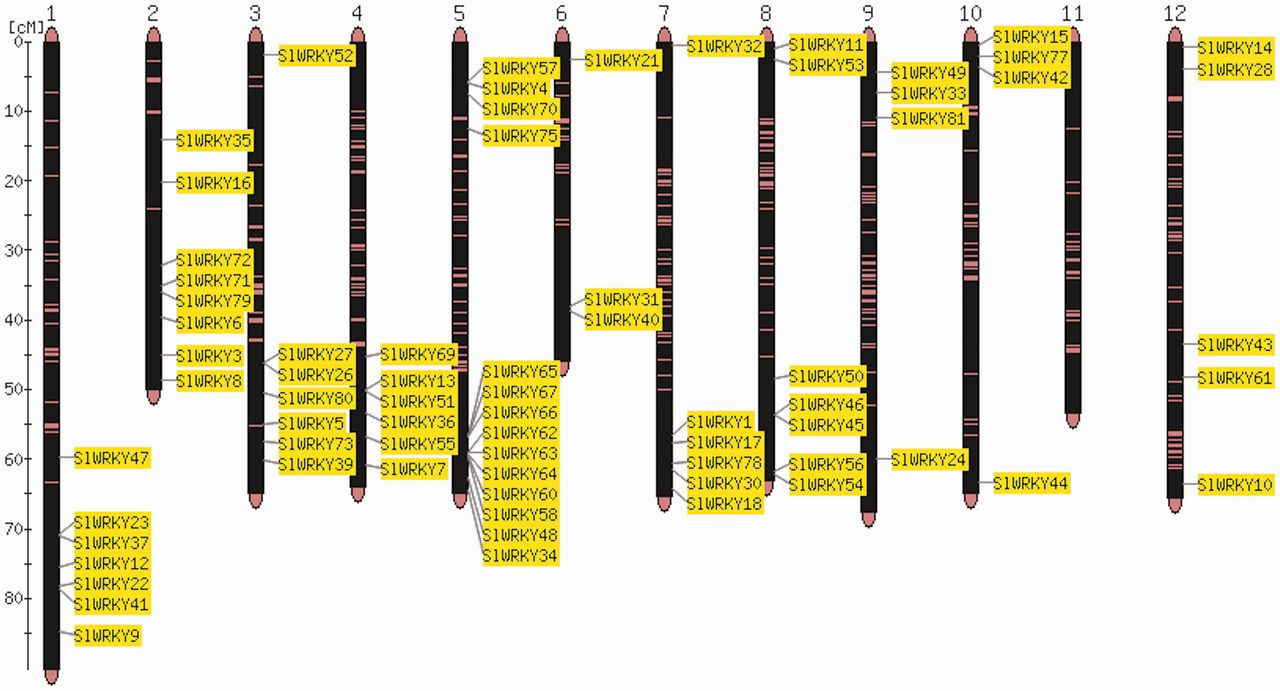 [cM]
1 2 3 4 5 6 7 8 9 10 11 12
0
10
20
30
40
50
60
70
80
SlWRKY47
SlWRKY23
SlWRKY37
SlWRKY12
SlWRKY22
SlWRKY41
SlWRKY9
SlWRKY35
SlWRKY16
SlWRKY72
SlWRKY71
SlWRKY79
SlWRKY6
SlWRKY3
SlWRKY8
SlWRKY52
SlWRKY27
SlWRKY26
SlWRKY80
SlWRKY5
SlWRKY73
SlWRKY39
SlWRKY69
SlWRKY13
SlWRKY51
SlWRKY36
SlWRKY55
SlWRKY7
SlWRKY57
SlWRKY4
SlWRKY70
SlWRKY75
SlWRKY65
SlWRKY67
SlWRKY66
SlWRKY62
SlWRKY63
SlWRKY64
SlWRKY60
SlWRKY58
SlWRKY48
SlWRKY34
SlWRKY21
SlWRKY31
SlWRKY40
SlWRKY32
SlWRKY1
SlWRKY17
SlWRKY78
SlWRKY30
SlWRKY18
SlWRKY11
SlWRKY53
SlWRKY50
SlWRKY46
SlWRKY45
SlWRKY56
SlWRKY54
SlWRKY49
SlWRKY33
SlWRKY81
SlWRKY24
SlWRKY15
SlWRKY77
SlWRKY42
SlWRKY44
SlWRKY14
SlWRKY28
SlWRKY43
SlWRKY61
SlWRKY10